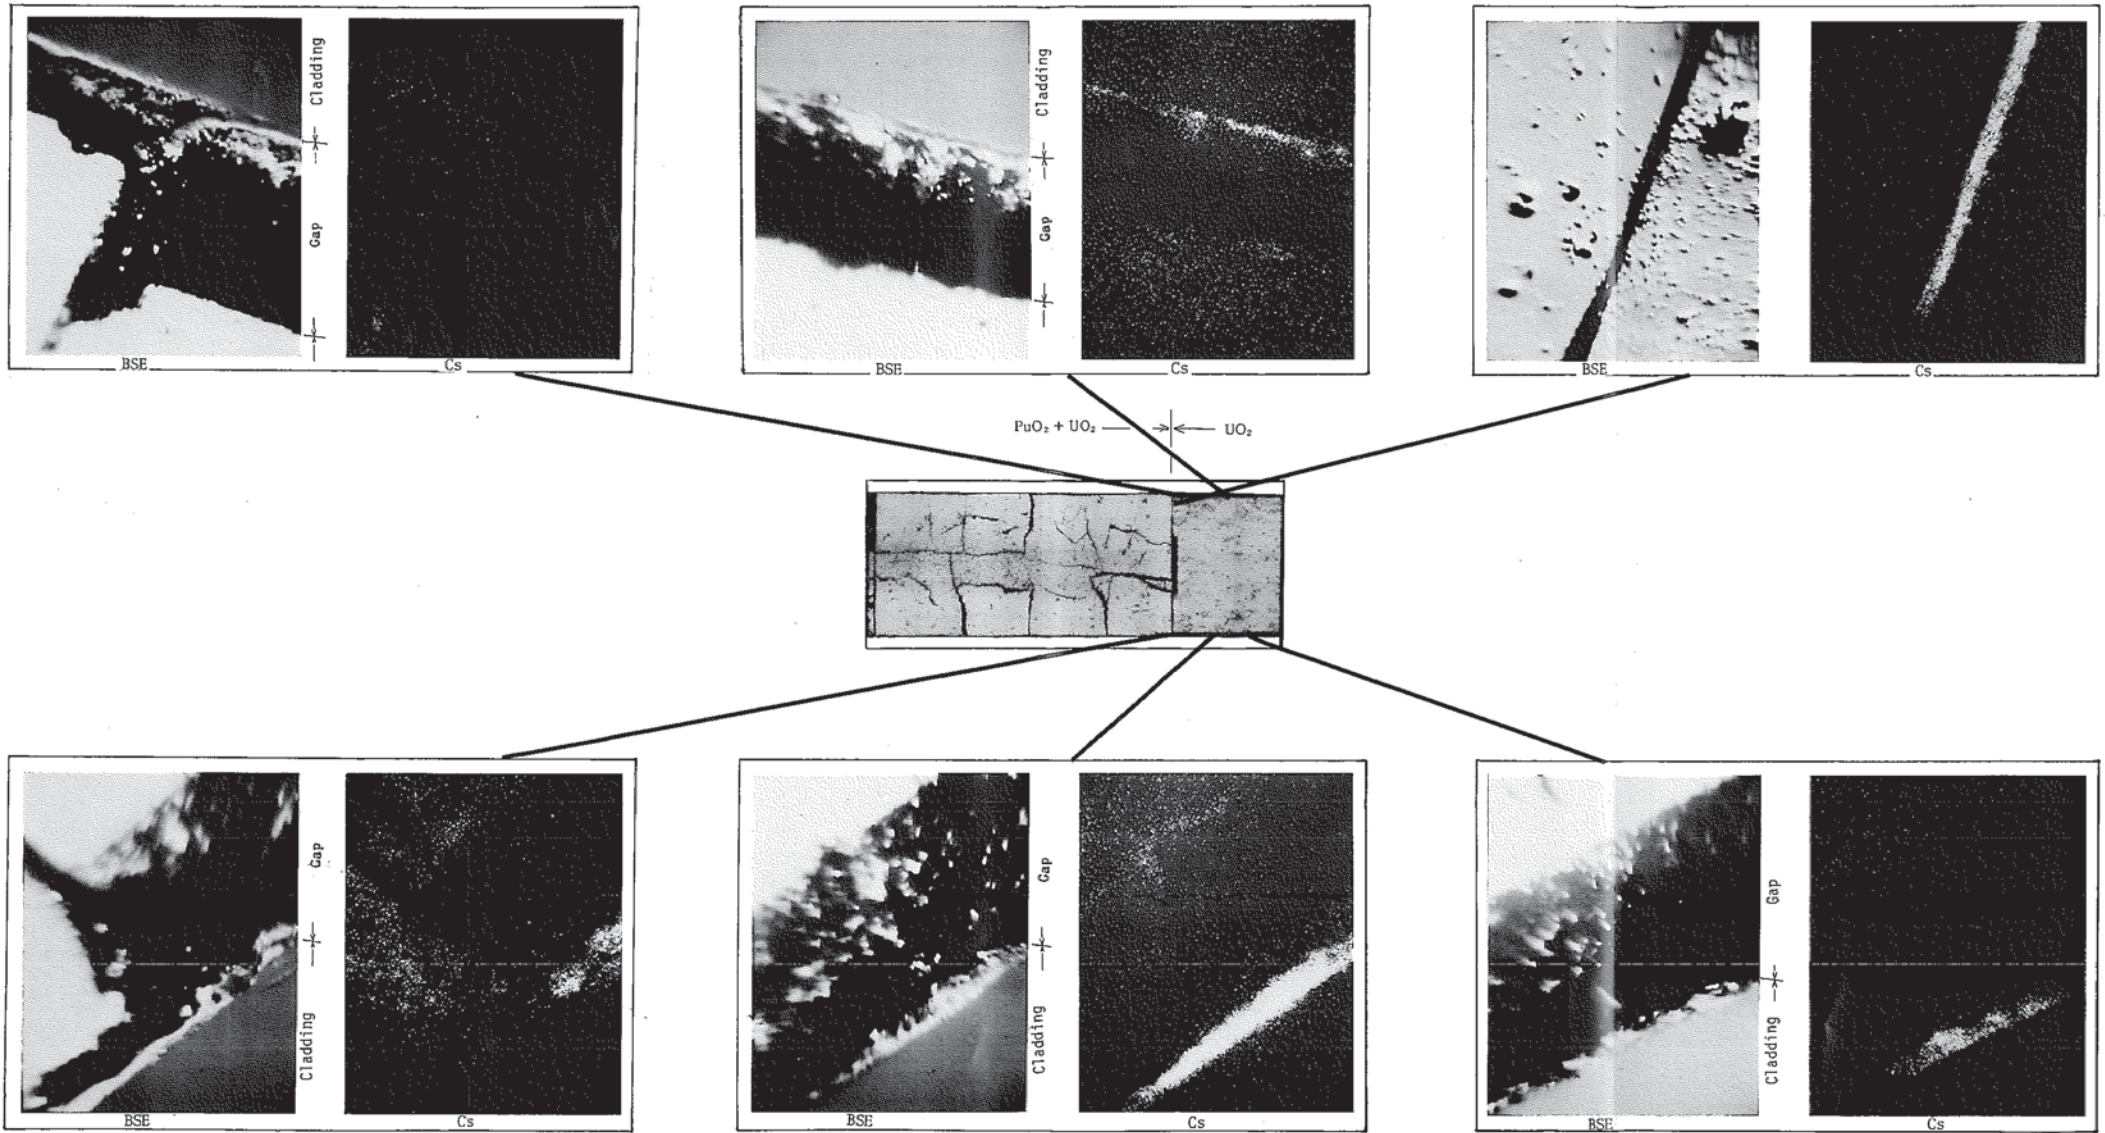 Cladding
Gap
BSE
Cs
Cladding
Gap
BSE
Cs
BSE
Cs
PuO₂ + UO₂
UO₂
Gap
Cladding
BSE
Cs
Gap
Cladding
BSE
Cs
Gap
Cladding
BSE
Cs